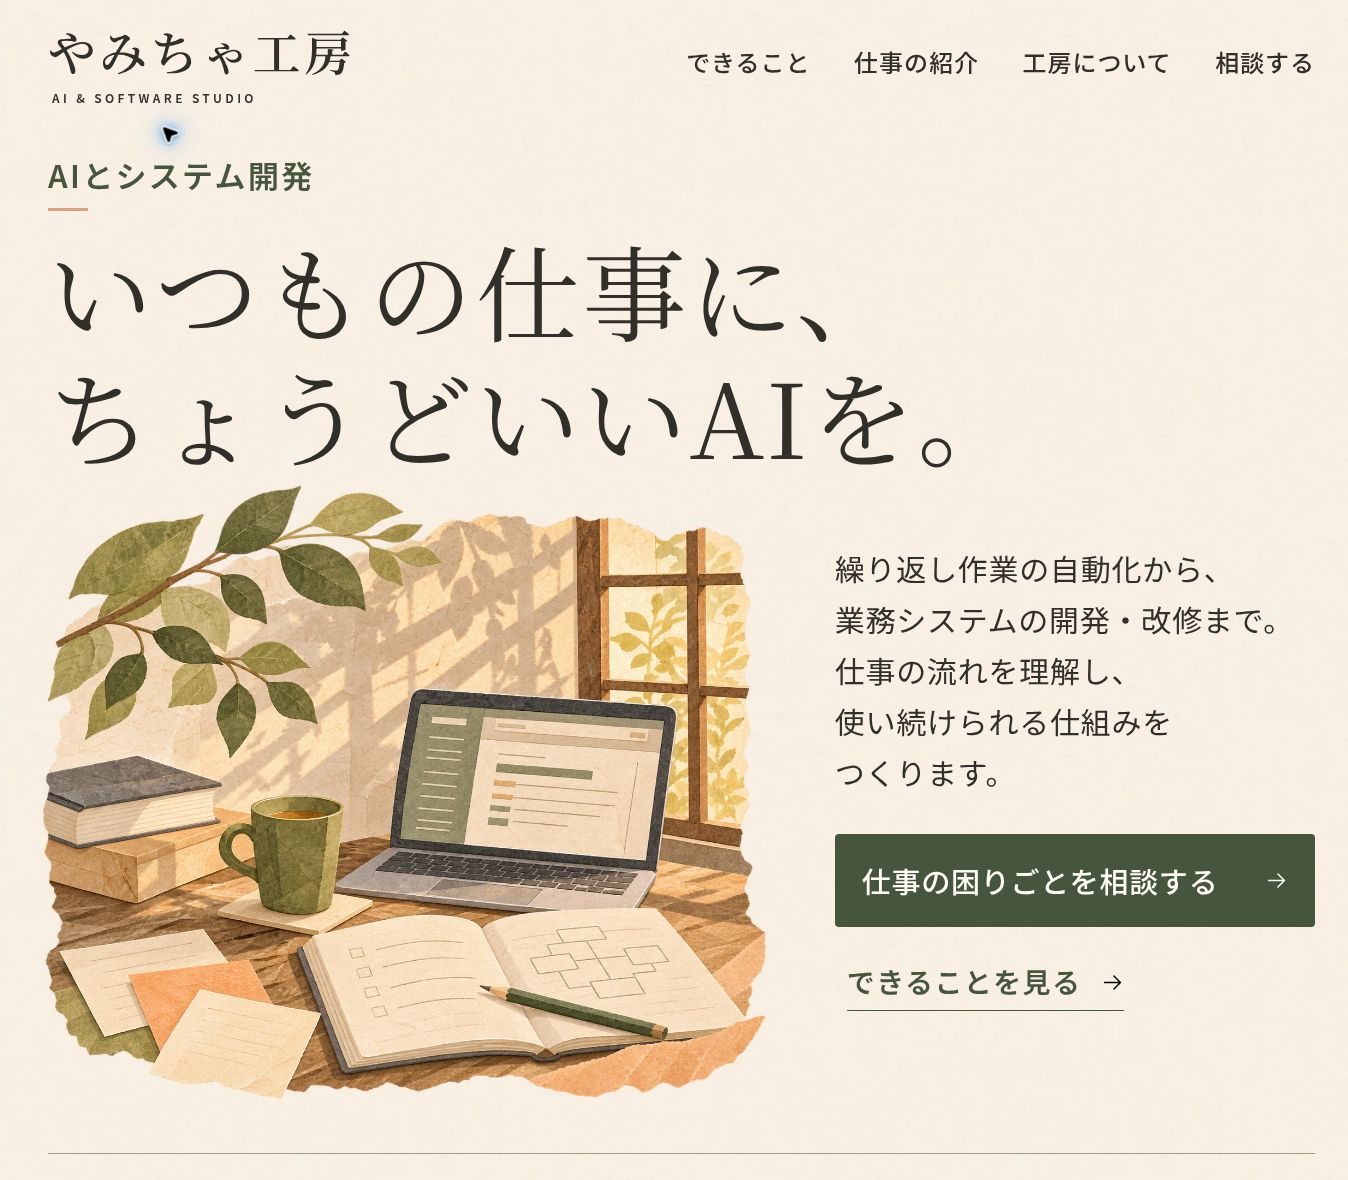 やみちゃ工房
AI & SOFTWARE STUDIO
できること 仕事の紹介 工房について 相談する
AIとシステム開発
いつもの仕事に、
ちょうどいいAIを。
繰り返し作業の自動化から、
業務システムの開発・改修まで。
仕事の流れを理解し、
使い続けられる仕組みを
つくります。
仕事の困りごとを相談する →
できることを見る →